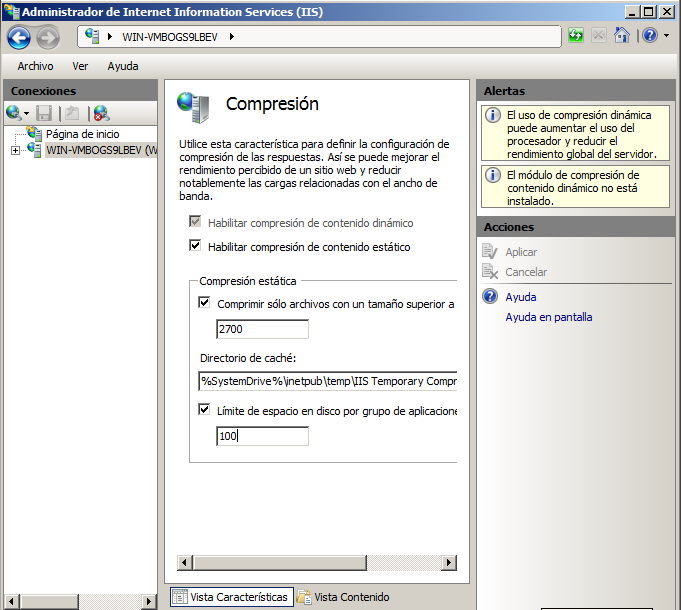 Administrador de Internet Information Services (IIS)
WIN-VMBOGS9LBEV
Archivo Ver Ayuda
Conexiones
Página de inicio
WIN-VMBOGS9LBEV (W
Compresión
Utilice esta característica para definir la configuración de
compresión de las respuestas. Así se puede mejorar el
rendimiento percibido de un sitio web y reducir
notablemente las cargas relacionadas con el ancho de
banda.
Habilitar compresión de contenido dinámico
Habilitar compresión de contenido estático
Compresión estática
Comprimir sólo archivos con un tamaño superior a
2700
Directorio de caché:
%SystemDrive%\inetpub\temp\IIS Temporary Compr
Límite de espacio en disco por grupo de aplicacione
100
Vista Características
Vista Contenido
Alertas
El uso de compresión dinámica
puede aumentar el uso del
procesador y reducir el
rendimiento global del servidor.
El módulo de compresión de
contenido dinámico no está
instalado.
Acciones
Aplicar
Cancelar
Ayuda
Ayuda en pantalla